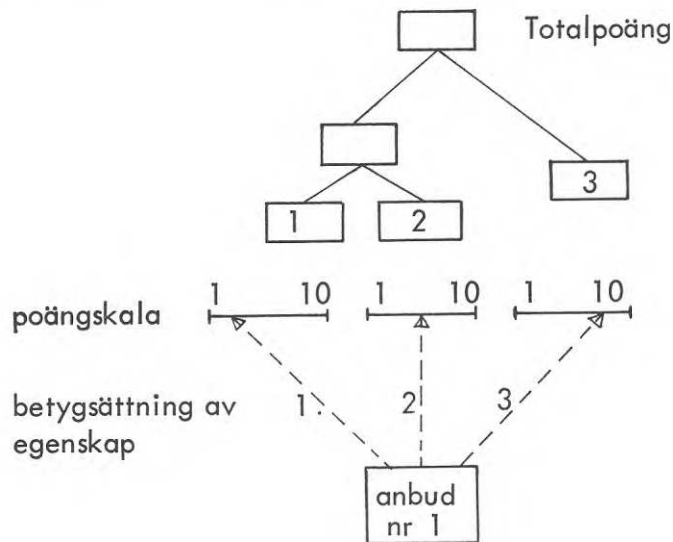 Totalpoäng
3
1 2
1 10 1 10 1 10
poängskala
betygsättning av
egenskap
1. 2 3
anbud
nr 1